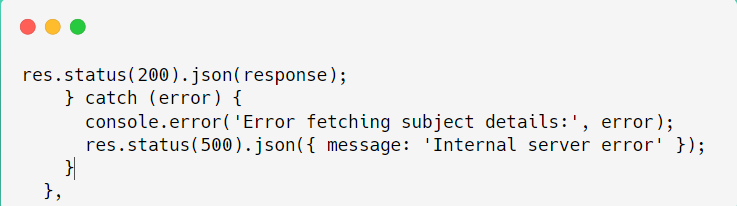 res.status(200).json(response);
    } catch (error) {
      console.error('Error fetching subject details:', error);
      res.status(500).json({ message: 'Internal server error' });
    }
  },